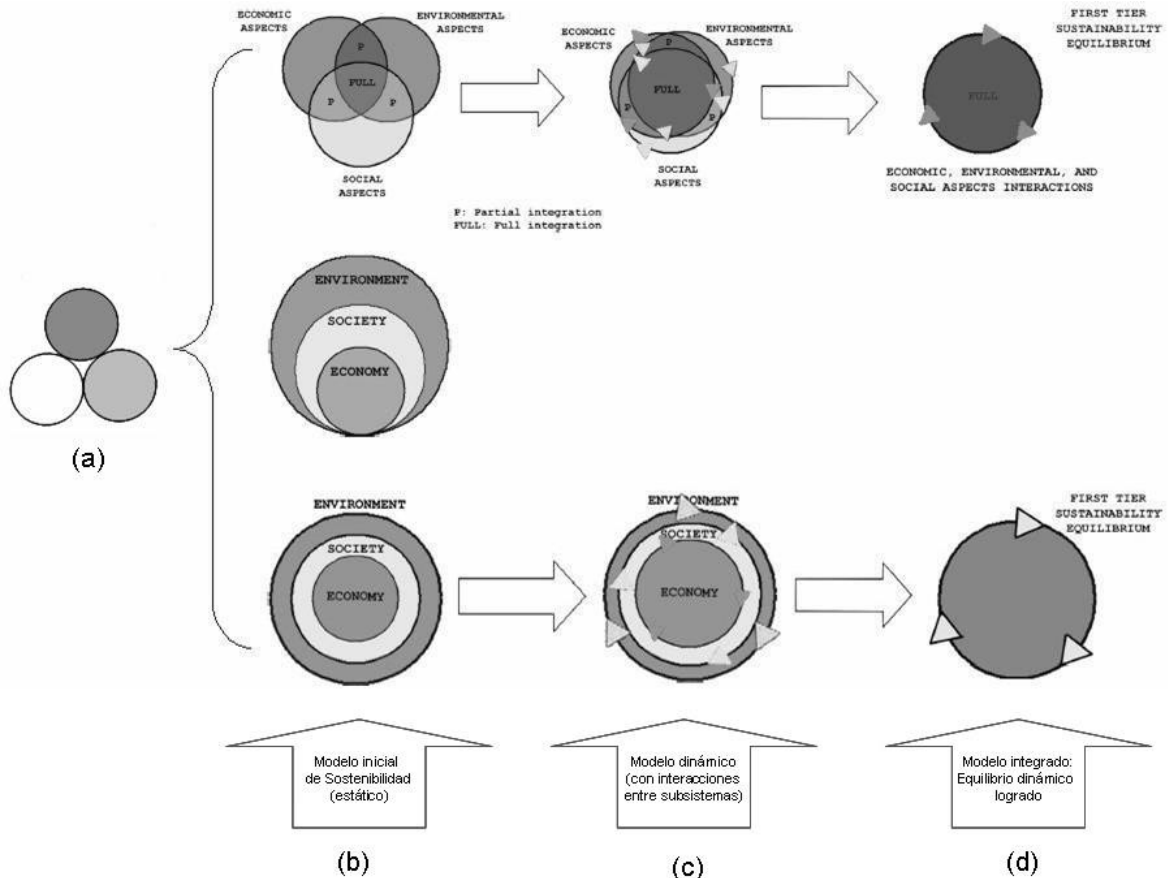 ECONOMIC
ASPECTS
ENVIRONMENTAL
ASPECTS
P
FULL
P
P
SOCIAL
ASPECTS
ECONOMIC
ASPECTS
ENVIRONMENTAL
ASPECTS
P
FULL
P
P
SOCIAL
ASPECTS
FIRST TIER
SUSTAINABILITY
EQUILIBRIUM
FULL
ECONOMIC, ENVIRONMENTAL, AND
SOCIAL ASPECTS INTERACTIONS
P: Partial integration
FULL: Full integration
ENVIRONMENT
SOCIETY
ECONOMY
(a)
ENVIRONMENT
SOCIETY
ECONOMY
ENVIRONMENT
SOCIETY
ECONOMY
FIRST TIER
SUSTAINABILITY
EQUILIBRIUM
Modelo inicial
de Sostenibilidad
(estático)
Modelo dinámico
(con interacciones
entre subsistemas)
Modelo integrado:
Equilibrio dinámico
logrado
(b)
(c)
(d)